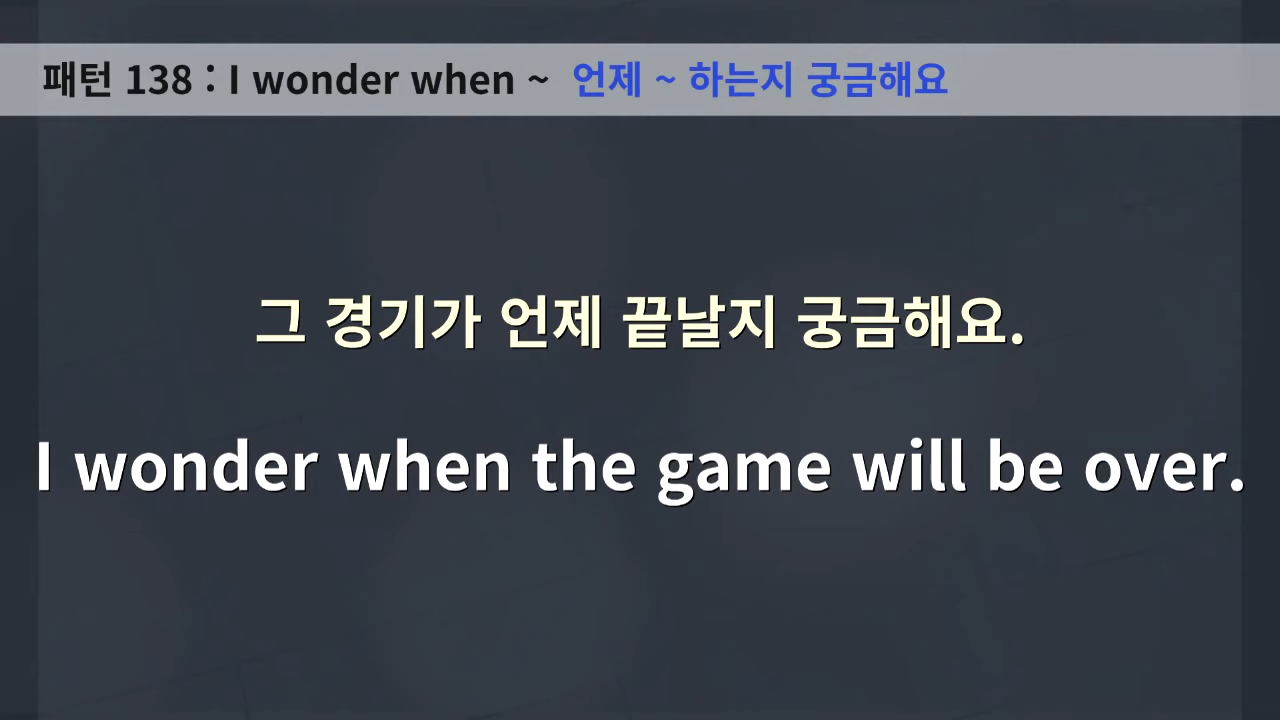 패턴 138 : I wonder when ~ 언제 ~ 하는지 궁금해요
그 경기가 언제 끝날지 궁금해요.
I wonder when the game will be over.